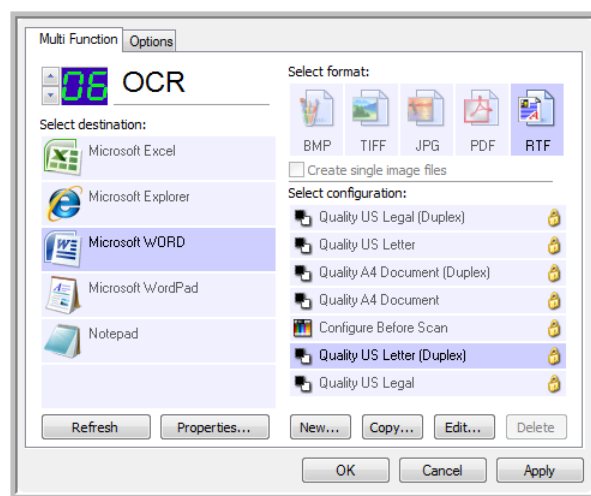 Multi Function
Options
06 OCR
Select destination:
Microsoft Excel
Microsoft Explorer
Microsoft WORD
Microsoft WordPad
Notepad
Refresh
Properties...
Select format:
BMP
TIFF
JPG
PDF
RTF
Create single image files
Select configuration:
Quality US Legal (Duplex)
Quality US Letter
Quality A4 Document (Duplex)
Quality A4 Document
Configure Before Scan
Quality US Letter (Duplex)
Quality US Legal
New...
Copy...
Edit...
Delete
OK
Cancel
Apply